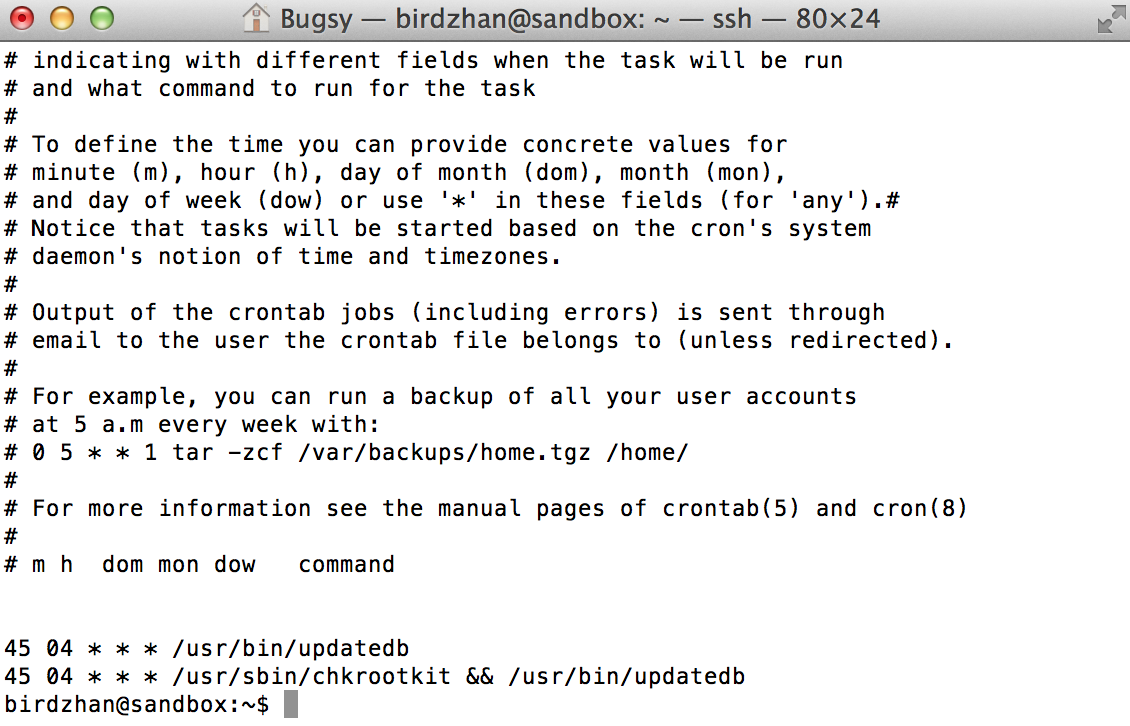 Bugsy — birdzhan@sandbox: ~ — ssh — 80×24
# indicating with different fields when the task will be run
# and what command to run for the task
#
# To define the time you can provide concrete values for
# minute (m), hour (h), day of month (dom), month (mon),
# and day of week (dow) or use '*' in these fields (for 'any').#
# Notice that tasks will be started based on the cron's system
# daemon's notion of time and timezones.
#
# Output of the crontab jobs (including errors) is sent through
# email to the user the crontab file belongs to (unless redirected).
#
# For example, you can run a backup of all your user accounts
# at 5 a.m every week with:
# 0 5 * * 1 tar -zcf /var/backups/home.tgz /home/
#
# For more information see the manual pages of crontab(5) and cron(8)
#
# m h  dom mon dow   command
45 04 * * * /usr/bin/updatedb
45 04 * * * /usr/sbin/chkrootkit && /usr/bin/updatedb
birdzhan@sandbox:~$